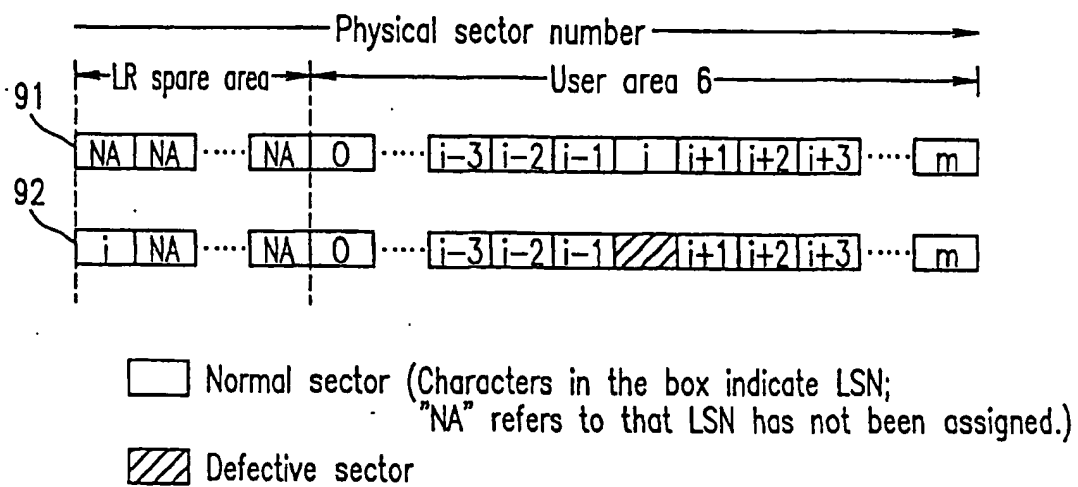 Physical sector number
LR spare area User area 6
91
NA NA ····· NA 0 ····· i-3 i-2 i-1 i i+1 i+2 i+3 ····· m
92
i NA ····· NA 0 ····· i-3 i-2 i-1 i+1 i+2 i+3 ····· m
Normal sector (Characters in the box indicate LSN;
"NA" refers to that LSN has not been assigned.)
Defective sector